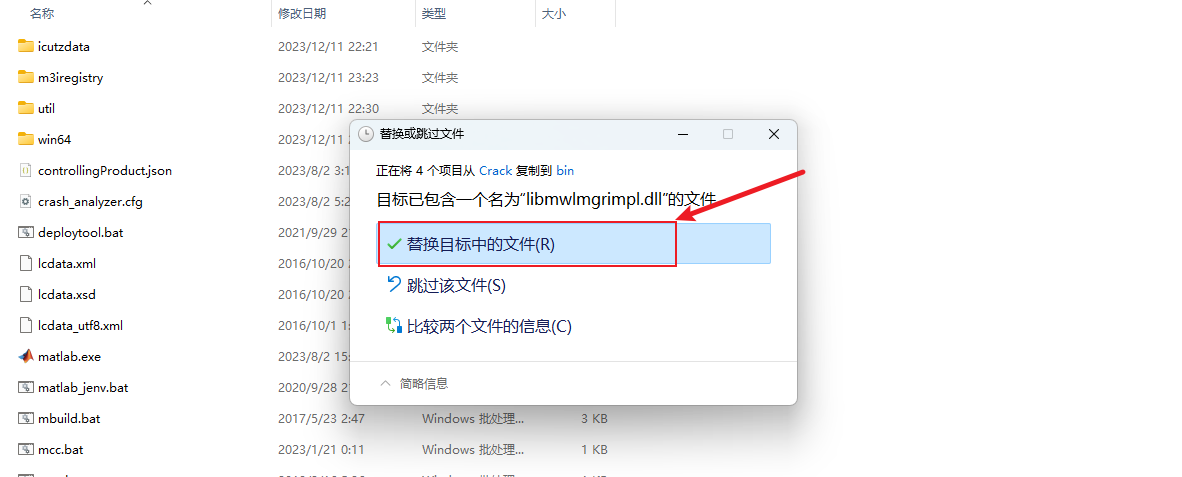 名称 修改日期 类型 大小
icutzdata 2023/12/11 22:21 文件夹
m3iregistry 2023/12/11 23:23 文件夹
util 2023/12/11 22:30 文件夹
win64 2023/12/11
controllingProduct.json 2023/8/2 3:1
crash_analyzer.cfg 2023/8/2 5:2
deploytool.bat 2021/9/29 2
lcdata.xml 2016/10/20
lcdata.xsd 2016/10/20
lcdata_utf8.xml 2016/10/1 1:
matlab.exe 2023/8/2 15:
matlab_jenv.bat 2020/9/28 2
mbuild.bat 2017/5/23 2:47 Windows 批处理... 3 KB
mcc.bat 2023/1/21 0:11 Windows 批处理... 1 KB
替换或跳过文件
正在将 4 个项目从 Crack 复制到 bin
目标已包含一个名为“libmwlmgrimpl.dll”的文件
替换目标中的文件(R)
跳过该文件(S)
比较两个文件的信息(C)
简略信息